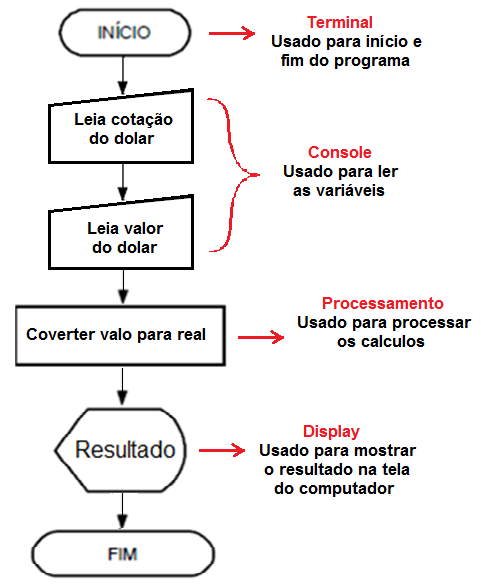 INÍCIO
Terminal
Usado para início e
fim do programa
Leia cotação
do dolar
Console
Usado para ler
as variáveis
Leia valor
do dolar
Coverter valo para real
Processamento
Usado para processar
os calculos
Resultado
Display
Usado para mostrar
o resultado na tela
do computador
FIM